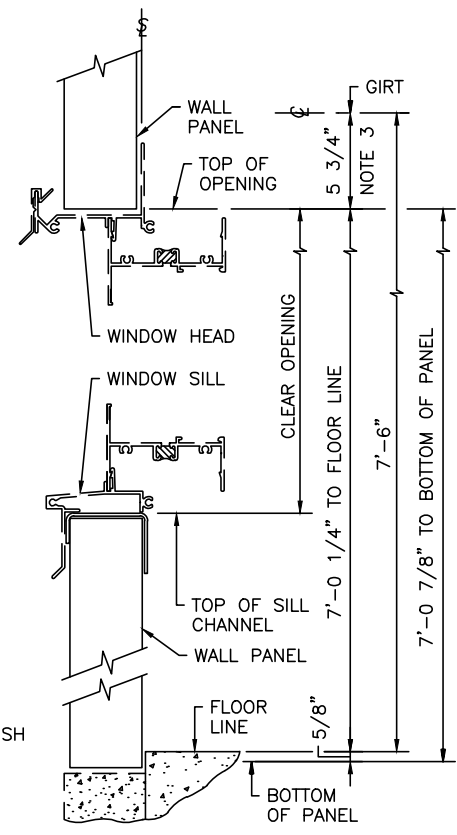 GIRT
WALL
PANEL
5 3/4"
NOTE 3
TOP OF
OPENING
WINDOW HEAD
WINDOW SILL
CLEAR OPENING
7'-0 1/4" TO FLOOR LINE
7'-6"
7'-0 7/8" TO BOTTOM OF PANEL
TOP OF SILL
CHANNEL
WALL PANEL
SH
FLOOR
LINE
5/8"
BOTTOM
OF PANEL